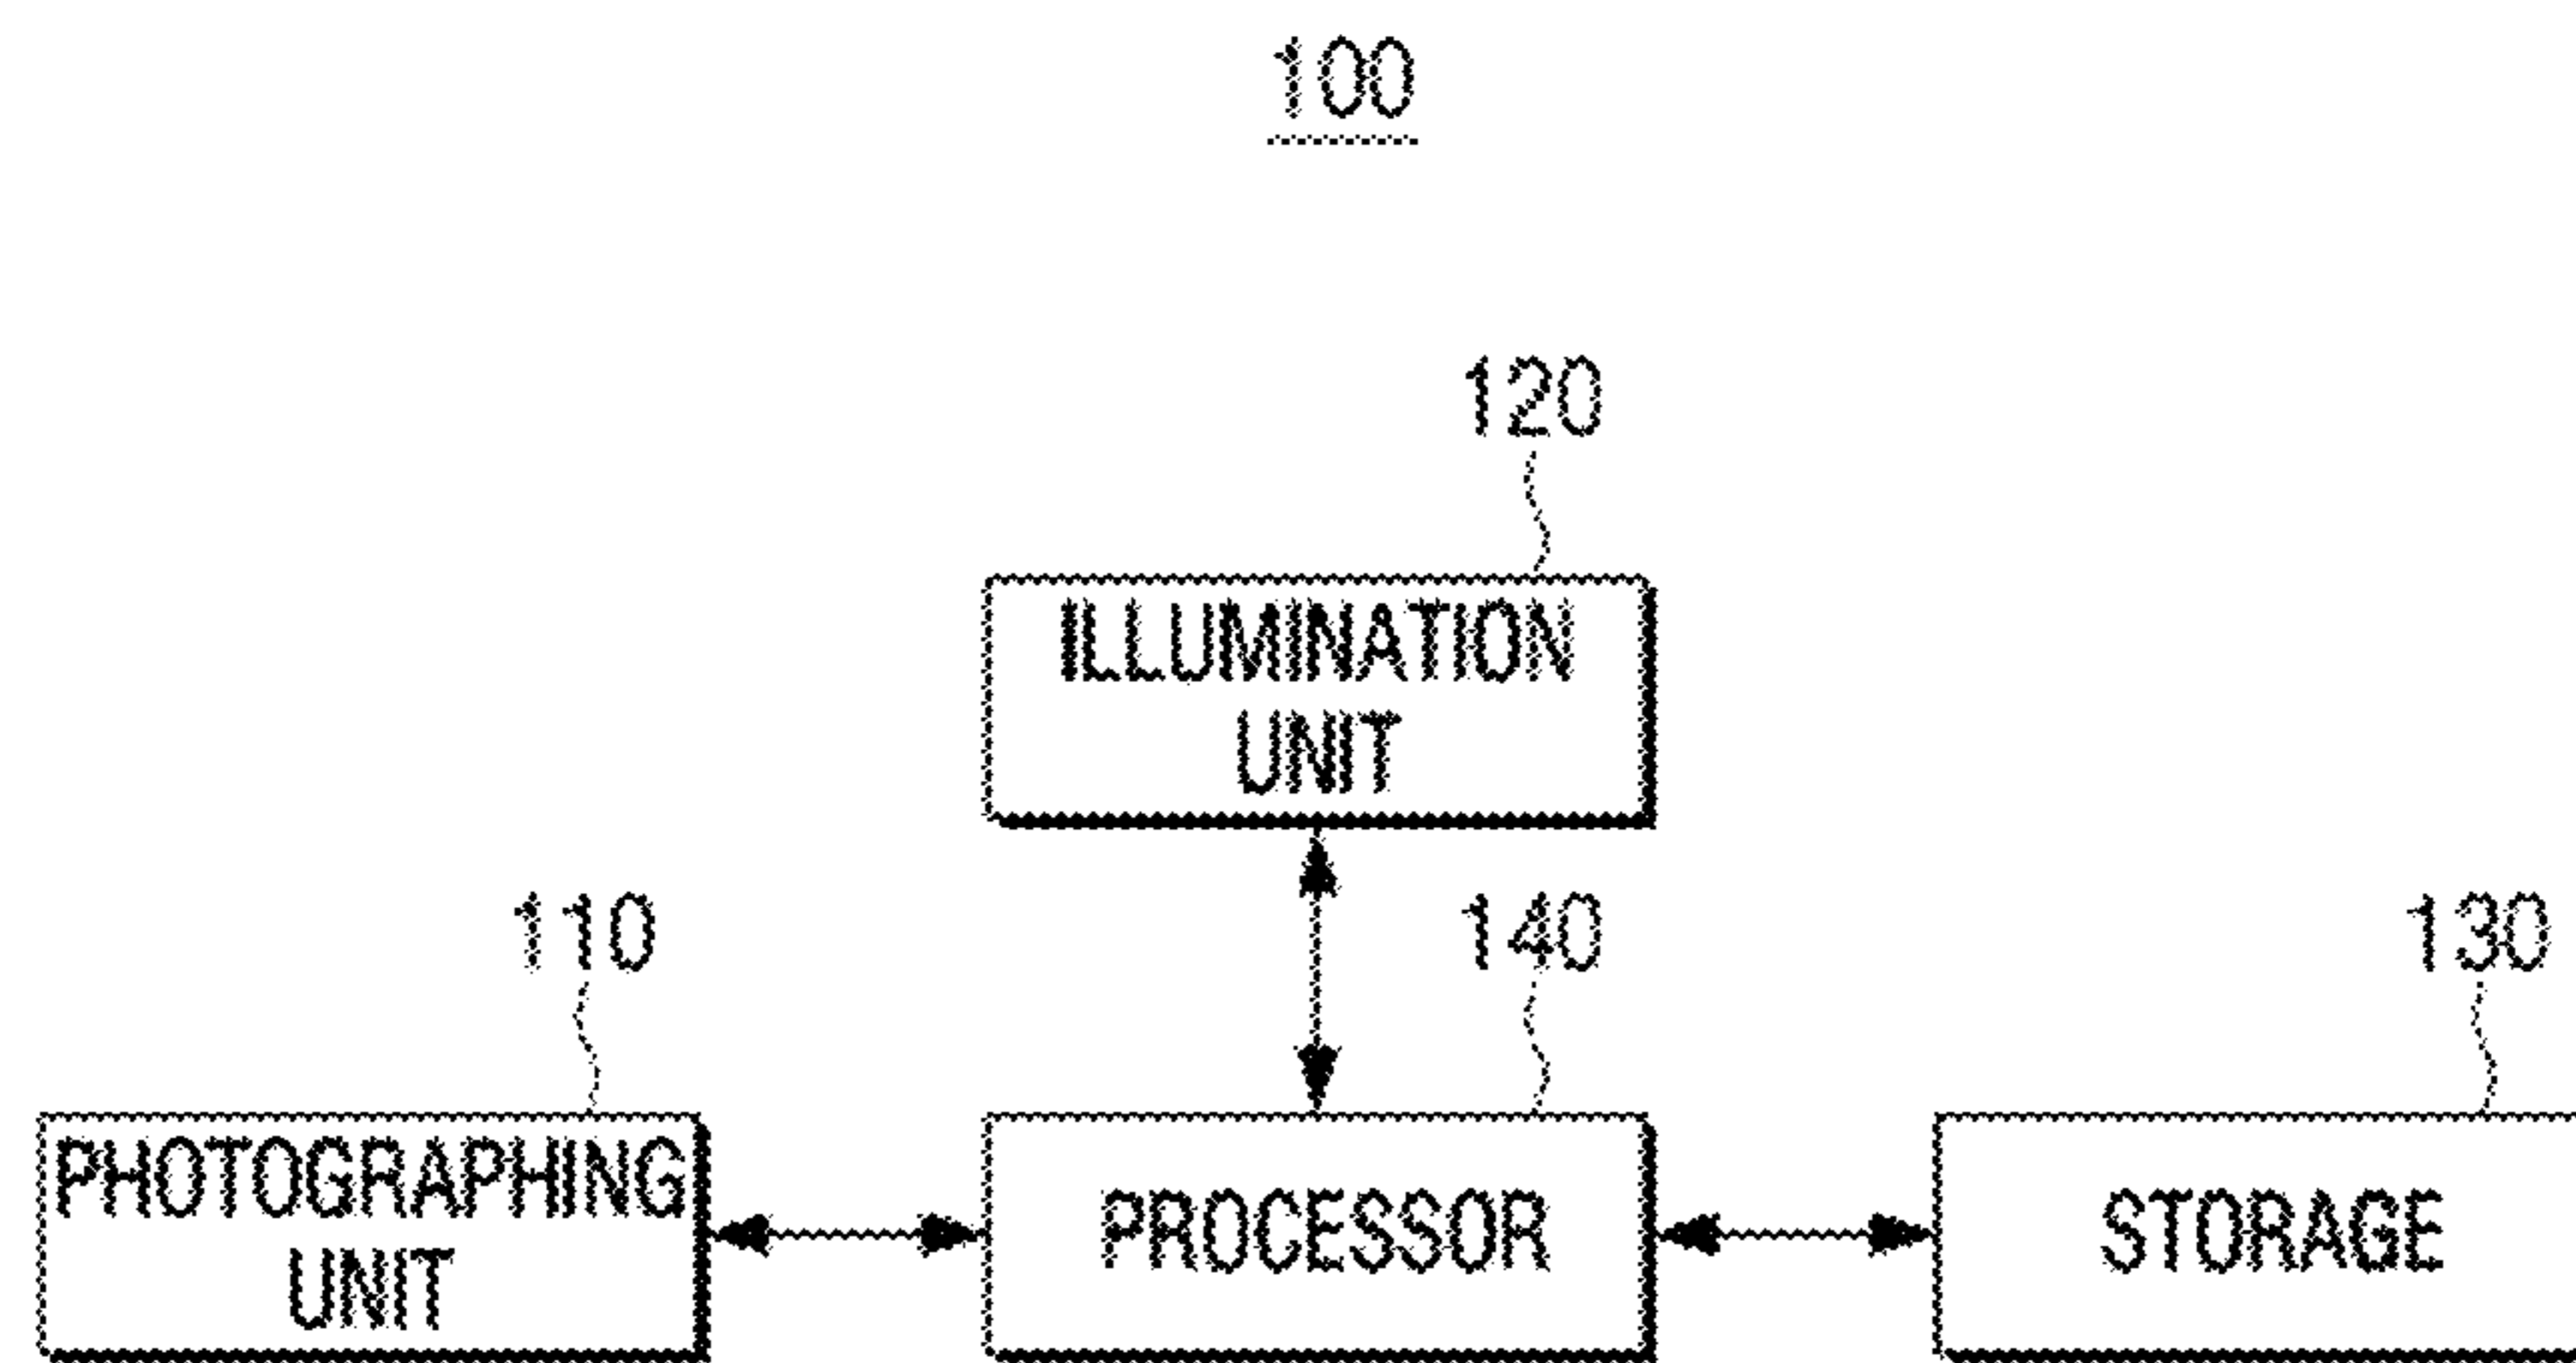 100
120
ILLUMINATION
UNIT
110
140
130
PHOTOGRAPHING
UNIT
PROCESSOR
STORAGE